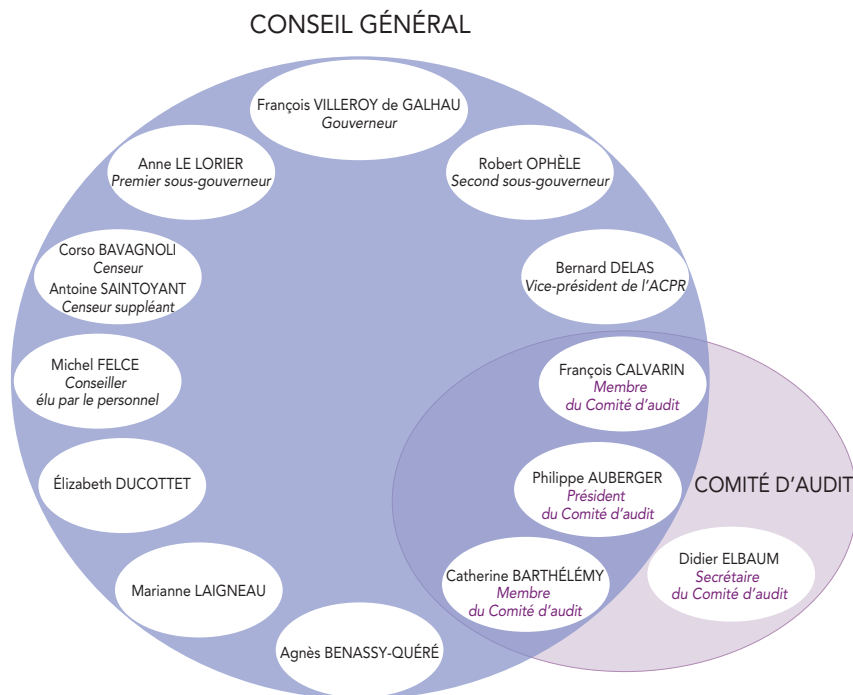 CONSEIL GÉNÉRAL
François VILLEROY de GALHAU
Gouverneur
Anne LE LORIER
Premier sous-gouverneur
Robert OPHÈLE
Second sous-gouverneur
Corso BAVAGNOLI
Censeur
Antoine SAINTOYANT
Censeur suppléant
Bernard DELAS
Vice-président de l'ACPR
Michel FELCE
Conseiller
élu par le personnel
François CALVARIN
Membre
du Comité d'audit
Élizabeth DUCOTTET
Philippe AUBERGER
Président
du Comité d'audit
COMITÉ D'AUDIT
Marianne LAIGNEAU
Catherine BARTHÉLÉMY
Membre
du Comité d'audit
Didier ELBAUM
Secrétaire
du Comité d'audit
Agnès BENASSY-QUÉRÉ